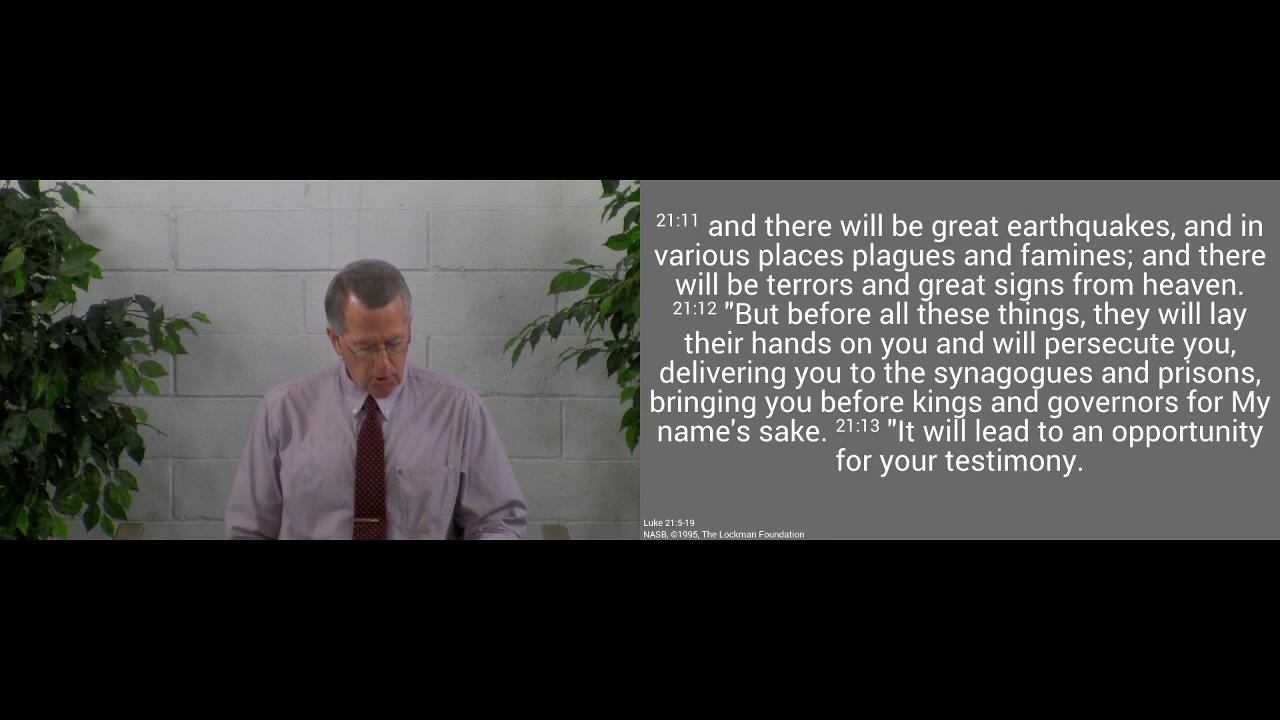 21:11 and there will be great earthquakes, and in
various places plagues and famines; and there
will be terrors and great signs from heaven.
21:12 "But before all these things, they will lay
their hands on you and will persecute you,
delivering you to the synagogues and prisons,
bringing you before kings and governors for My
name's sake. 21:13 "It will lead to an opportunity
for your testimony.
Luke 21:5-19
NASB, ©1995, The Lockman Foundation